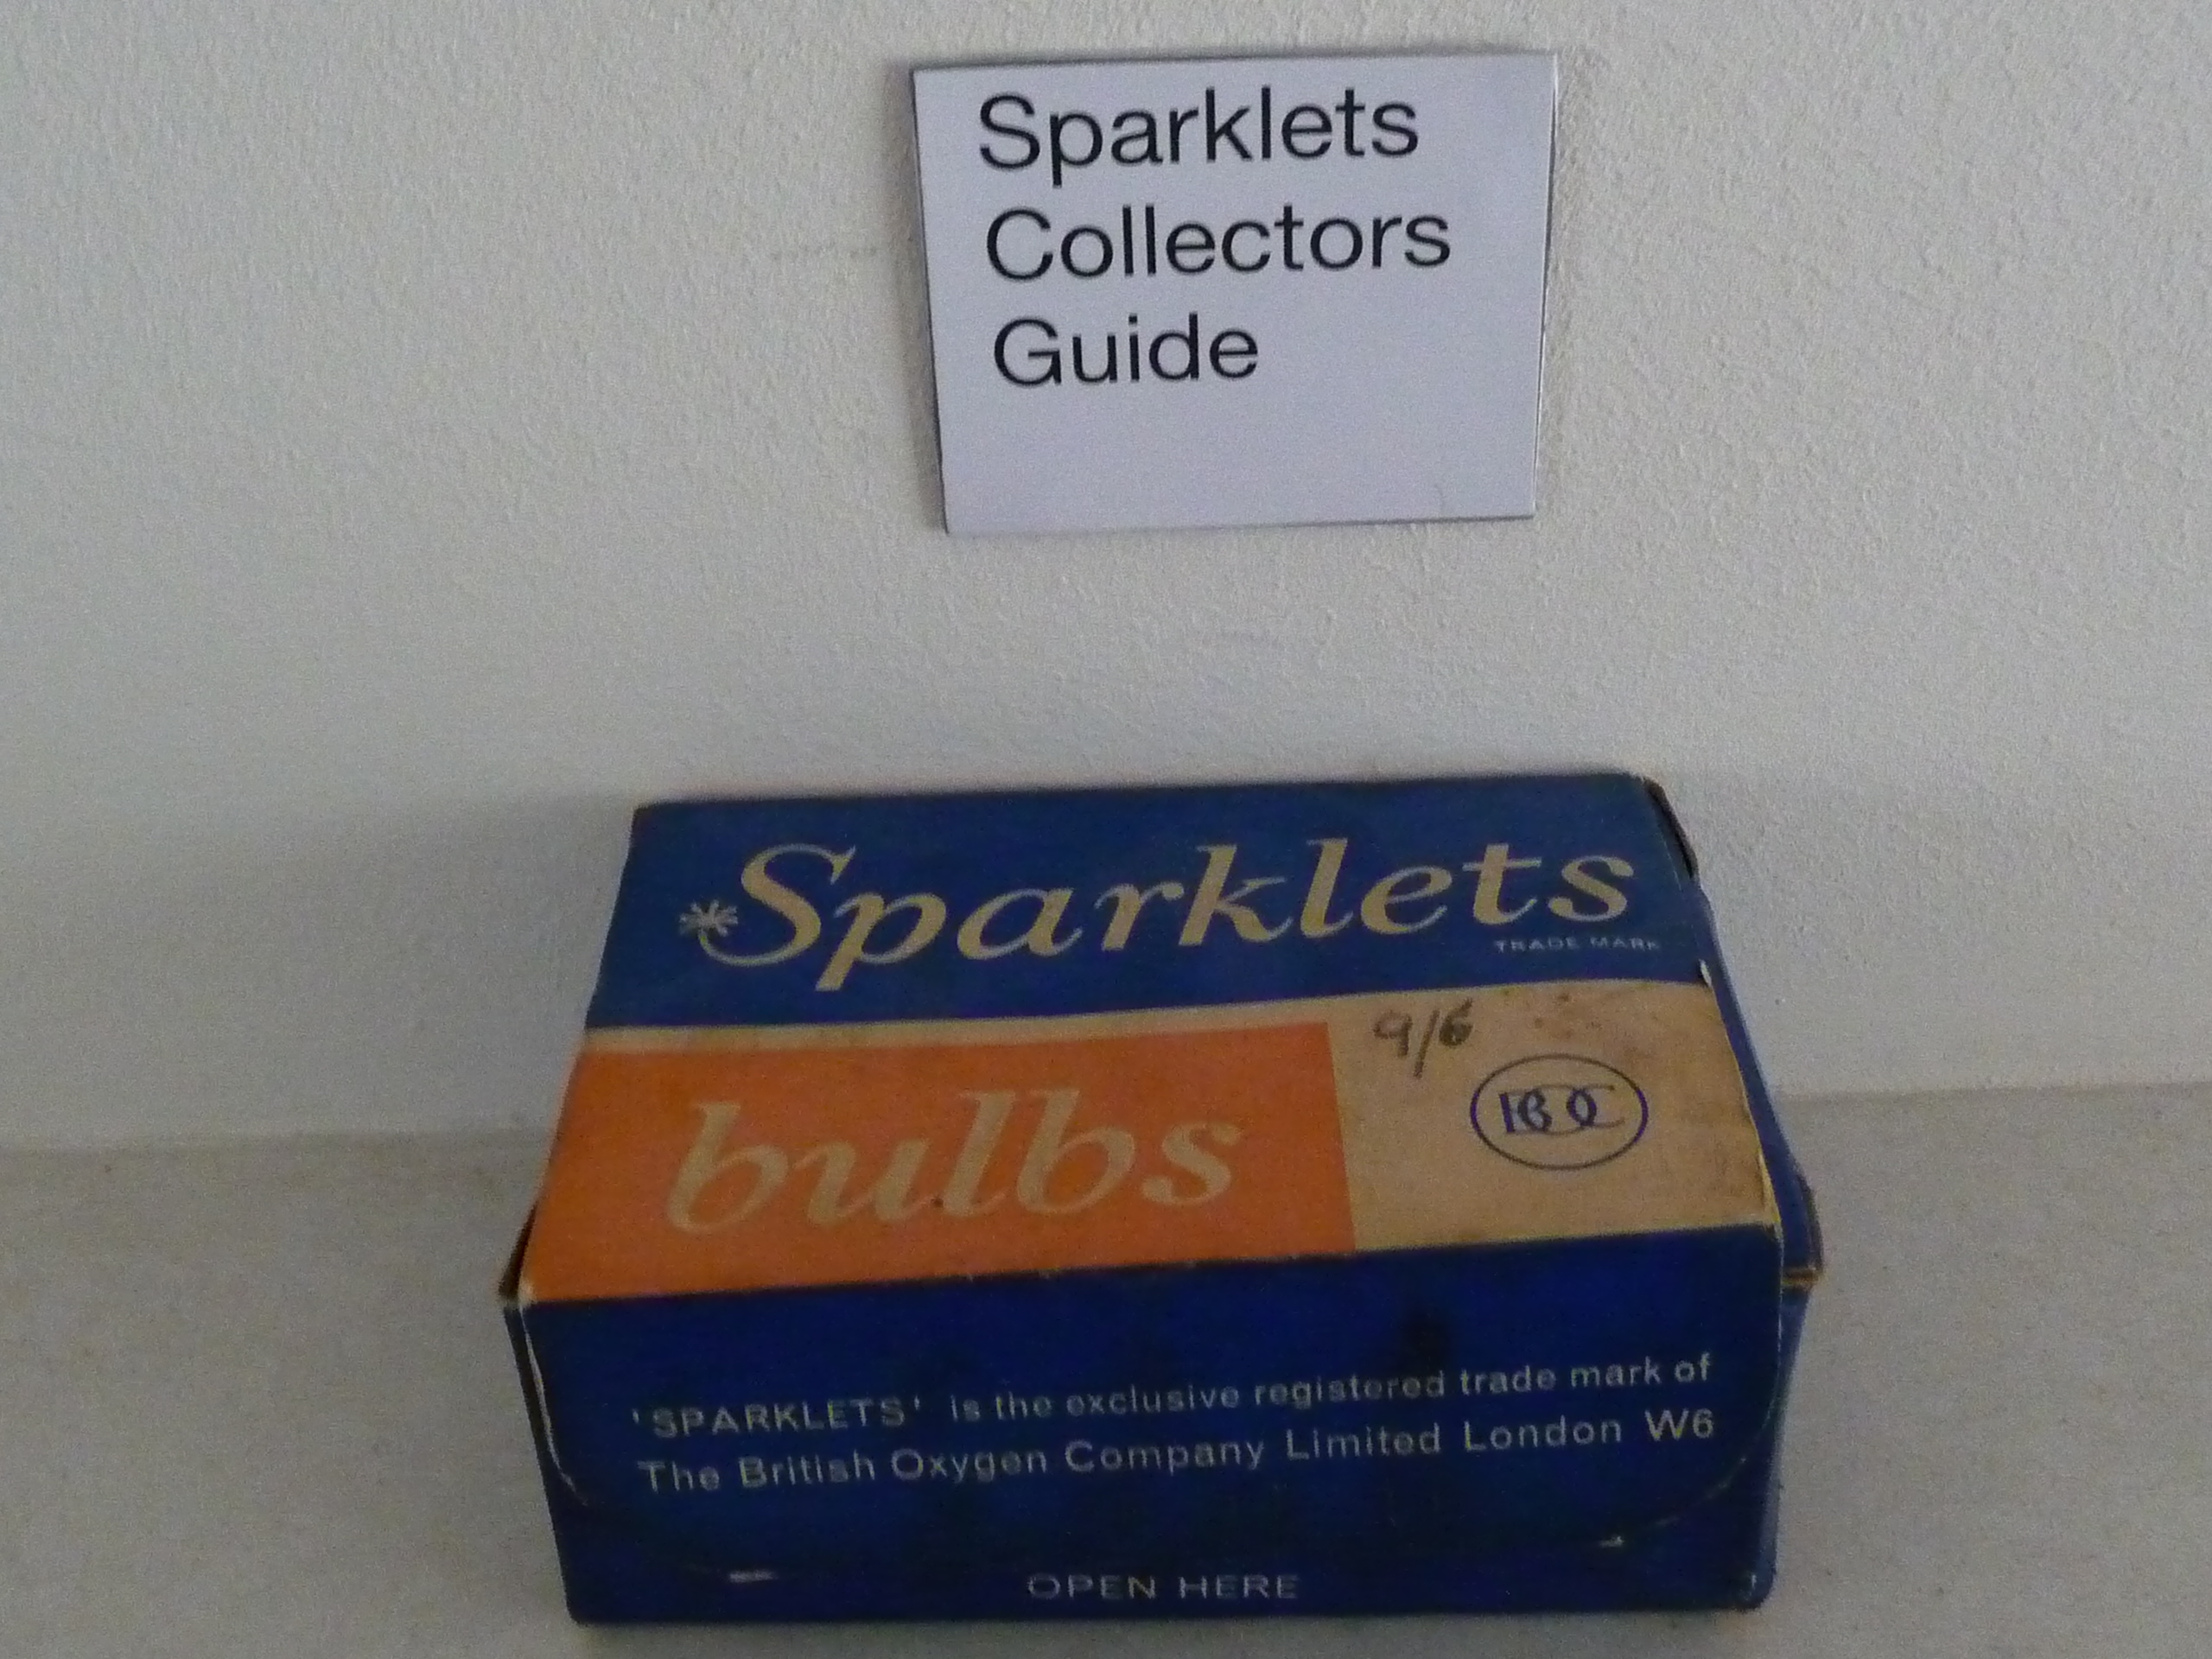 Sparklets
Collectors
Guide
*Sparklets
TRADE MARK
9/6
bulbs
BOC
'SPARKLETS' is the exclusive registered trade mark of
The British Oxygen Company Limited London W6
OPEN HERE